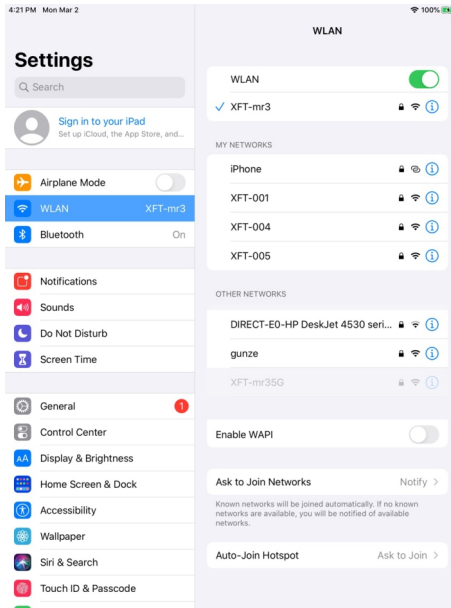 4:21 PM Mon Mar 2
100%
Settings
Search
Sign in to your iPad
Set up iCloud, the App Store, and...
Airplane Mode
WLAN XFT-mr3
Bluetooth On
Notifications
Sounds
Do Not Disturb
Screen Time
General 1
Control Center
AA Display & Brightness
Home Screen & Dock
Accessibility
Wallpaper
Siri & Search
Touch ID & Passcode
WLAN
WLAN
XFT-mr3
MY NETWORKS
iPhone
XFT-001
XFT-004
XFT-005
OTHER NETWORKS
DIRECT-E0-HP DeskJet 4530 seri...
gunze
XFT-mr35G
Enable WAPI
Ask to Join Networks Notify
Known networks will be joined automatically. If no known
networks are available, you will be notified of available
networks.
Auto-Join Hotspot Ask to Join